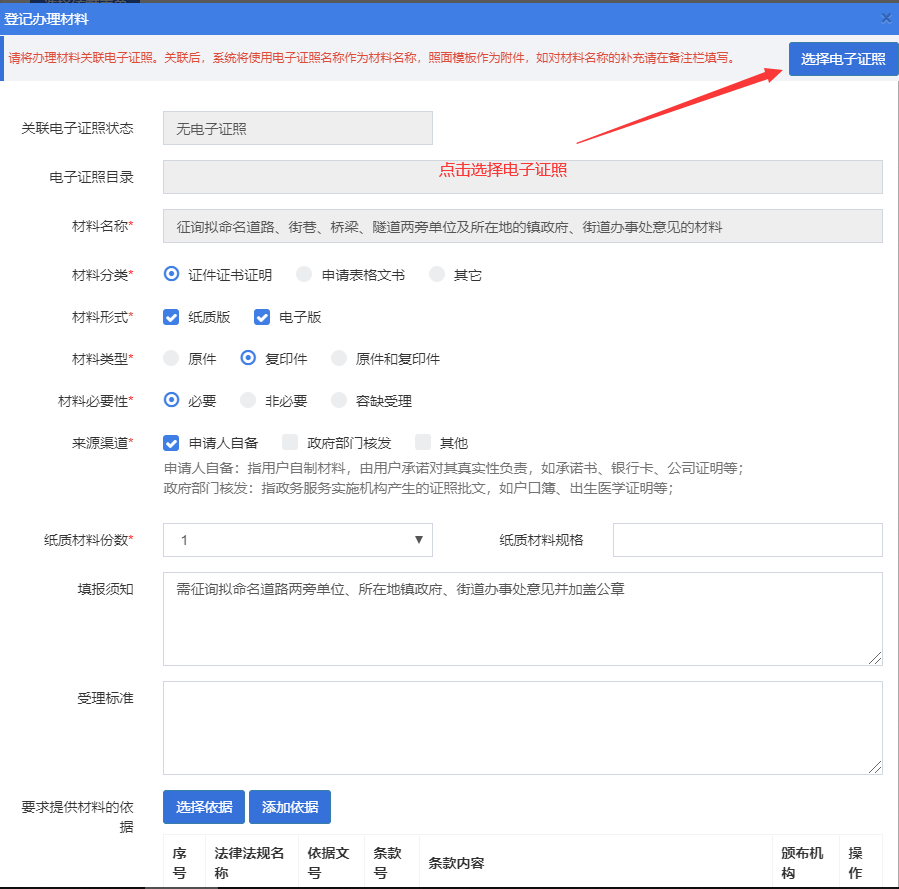 登记办理材料
×
请将办理材料关联电子证照。关联后，系统将使用电子证照名称作为材料名称，照面模板作为附件，如对材料名称的补充请在备注栏填写。
选择电子证照
关联电子证照状态 无电子证照
点击选择电子证照
电子证照目录
材料名称* 征询拟命名道路、街巷、桥梁、隧道两旁单位及所在地的镇政府、街道办事处意见的材料
材料分类* 证件证书证明 申请表格文书 其它
材料形式* 纸质版 电子版
材料类型* 原件 复印件 原件和复印件
材料必要性* 必要 非必要 容缺受理
来源渠道* 申请人自备 政府部门核发 其他
申请人自备：指用户自制材料，由用户承诺对其真实性负责，如承诺书、银行卡、公司证明等；
政府部门核发：指政务服务实施机构产生的证照批文，如户口簿、出生医学证明等；
纸质材料份数* 1 纸质材料规格
填报须知 需征询拟命名道路两旁单位、所在地镇政府、街道办事处意见并加盖公章
受理标准
要求提供材料的依
据
选择依据 添加依据
序
号
法律法规名
称
依据文
号
条款
号
条款内容
颁布机
构
操
作